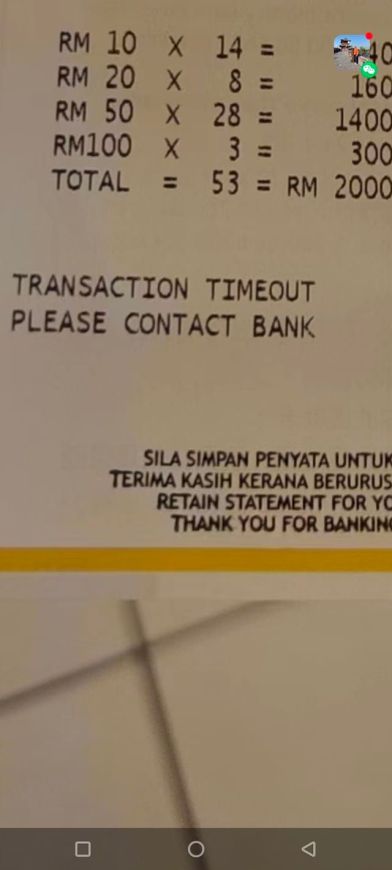 RM 10 X 14 = 40
RM 20 X 8 = 160
RM 50 X 28 = 1400
RM100 X 3 = 300
TOTAL = 53 = RM 2000
TRANSACTION TIMEOUT
PLEASE CONTACT BANK
SILA SIMPAN PENYATA UNTUK
TERIMA KASIH KERANA BERURUS
RETAIN STATEMENT FOR YO
THANK YOU FOR BANKING